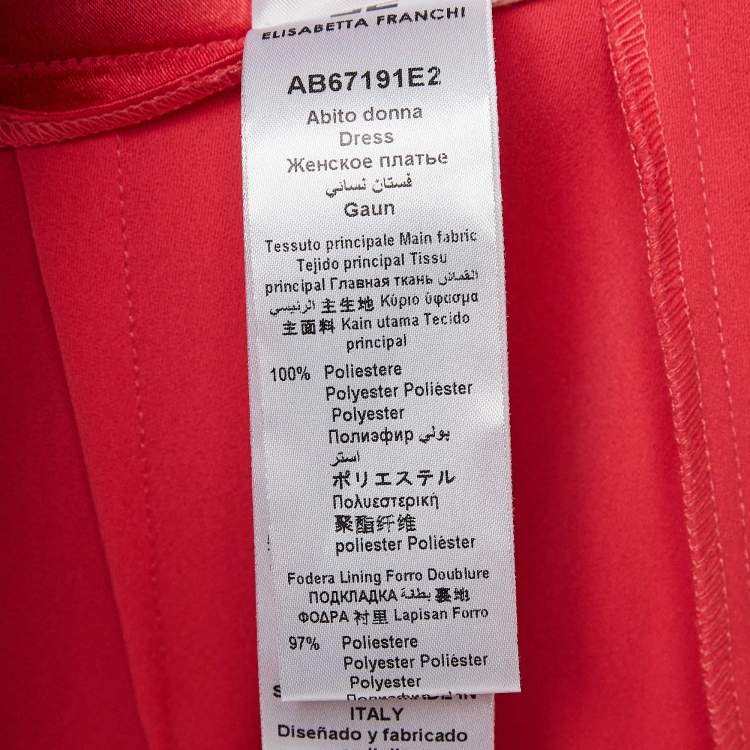 ELISABETTA FRANCHI
AB67191E2
Abito donna
Dress
Женское платье
فستان نسائي
Gaun
Tessuto principale Main fabric
Tejido principal Tissu
principal Главная ткань القماش
الرئيسي 主生地 Κύριο ύφασμα
主面料 Kain utama Tecido
principal
100% Poliestere
Polyester Poliéster
Polyester
Полиэфир بولي
استر
ポリエステル
Πολυεστερική
聚酯纤维
poliester Poliéster
Fodera Lining Forro Doublure
ПОДКЛАДКА بطانة 裏地
ΦΟΔΡΑ 衬里 Lapisan Forro
97% Poliestere
Polyester Poliéster
Polyester
ITALY
Diseñado y fabricado